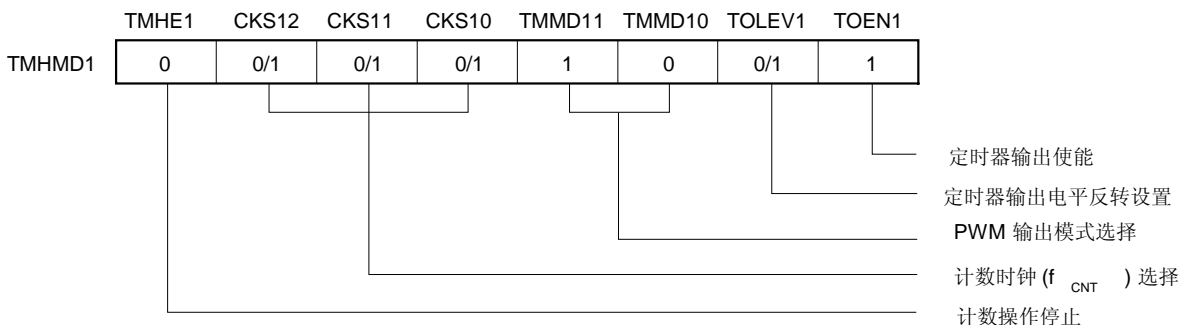 TMHE1 CKS12 CKS11 CKS10 TMMD11 TMMD10 TOLEV1 TOEN1
TMHMD1 0 0/1 0/1 0/1 1 0 0/1 1
定时器输出使能
定时器输出电平反转设置
PWM 输出模式选择
计数时钟 (f CNT ) 选择
计数操作停止